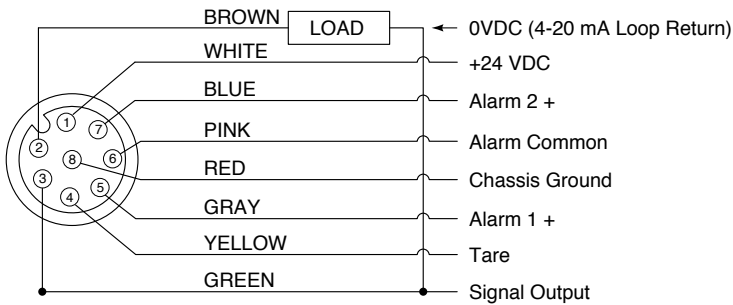 BROWN LOAD 0VDC (4-20 mA Loop Return)
WHITE +24 VDC
BLUE Alarm 2 +
PINK Alarm Common
RED Chassis Ground
GRAY Alarm 1 +
YELLOW Tare
GREEN Signal Output
1
7
2
6
8
3
5
4